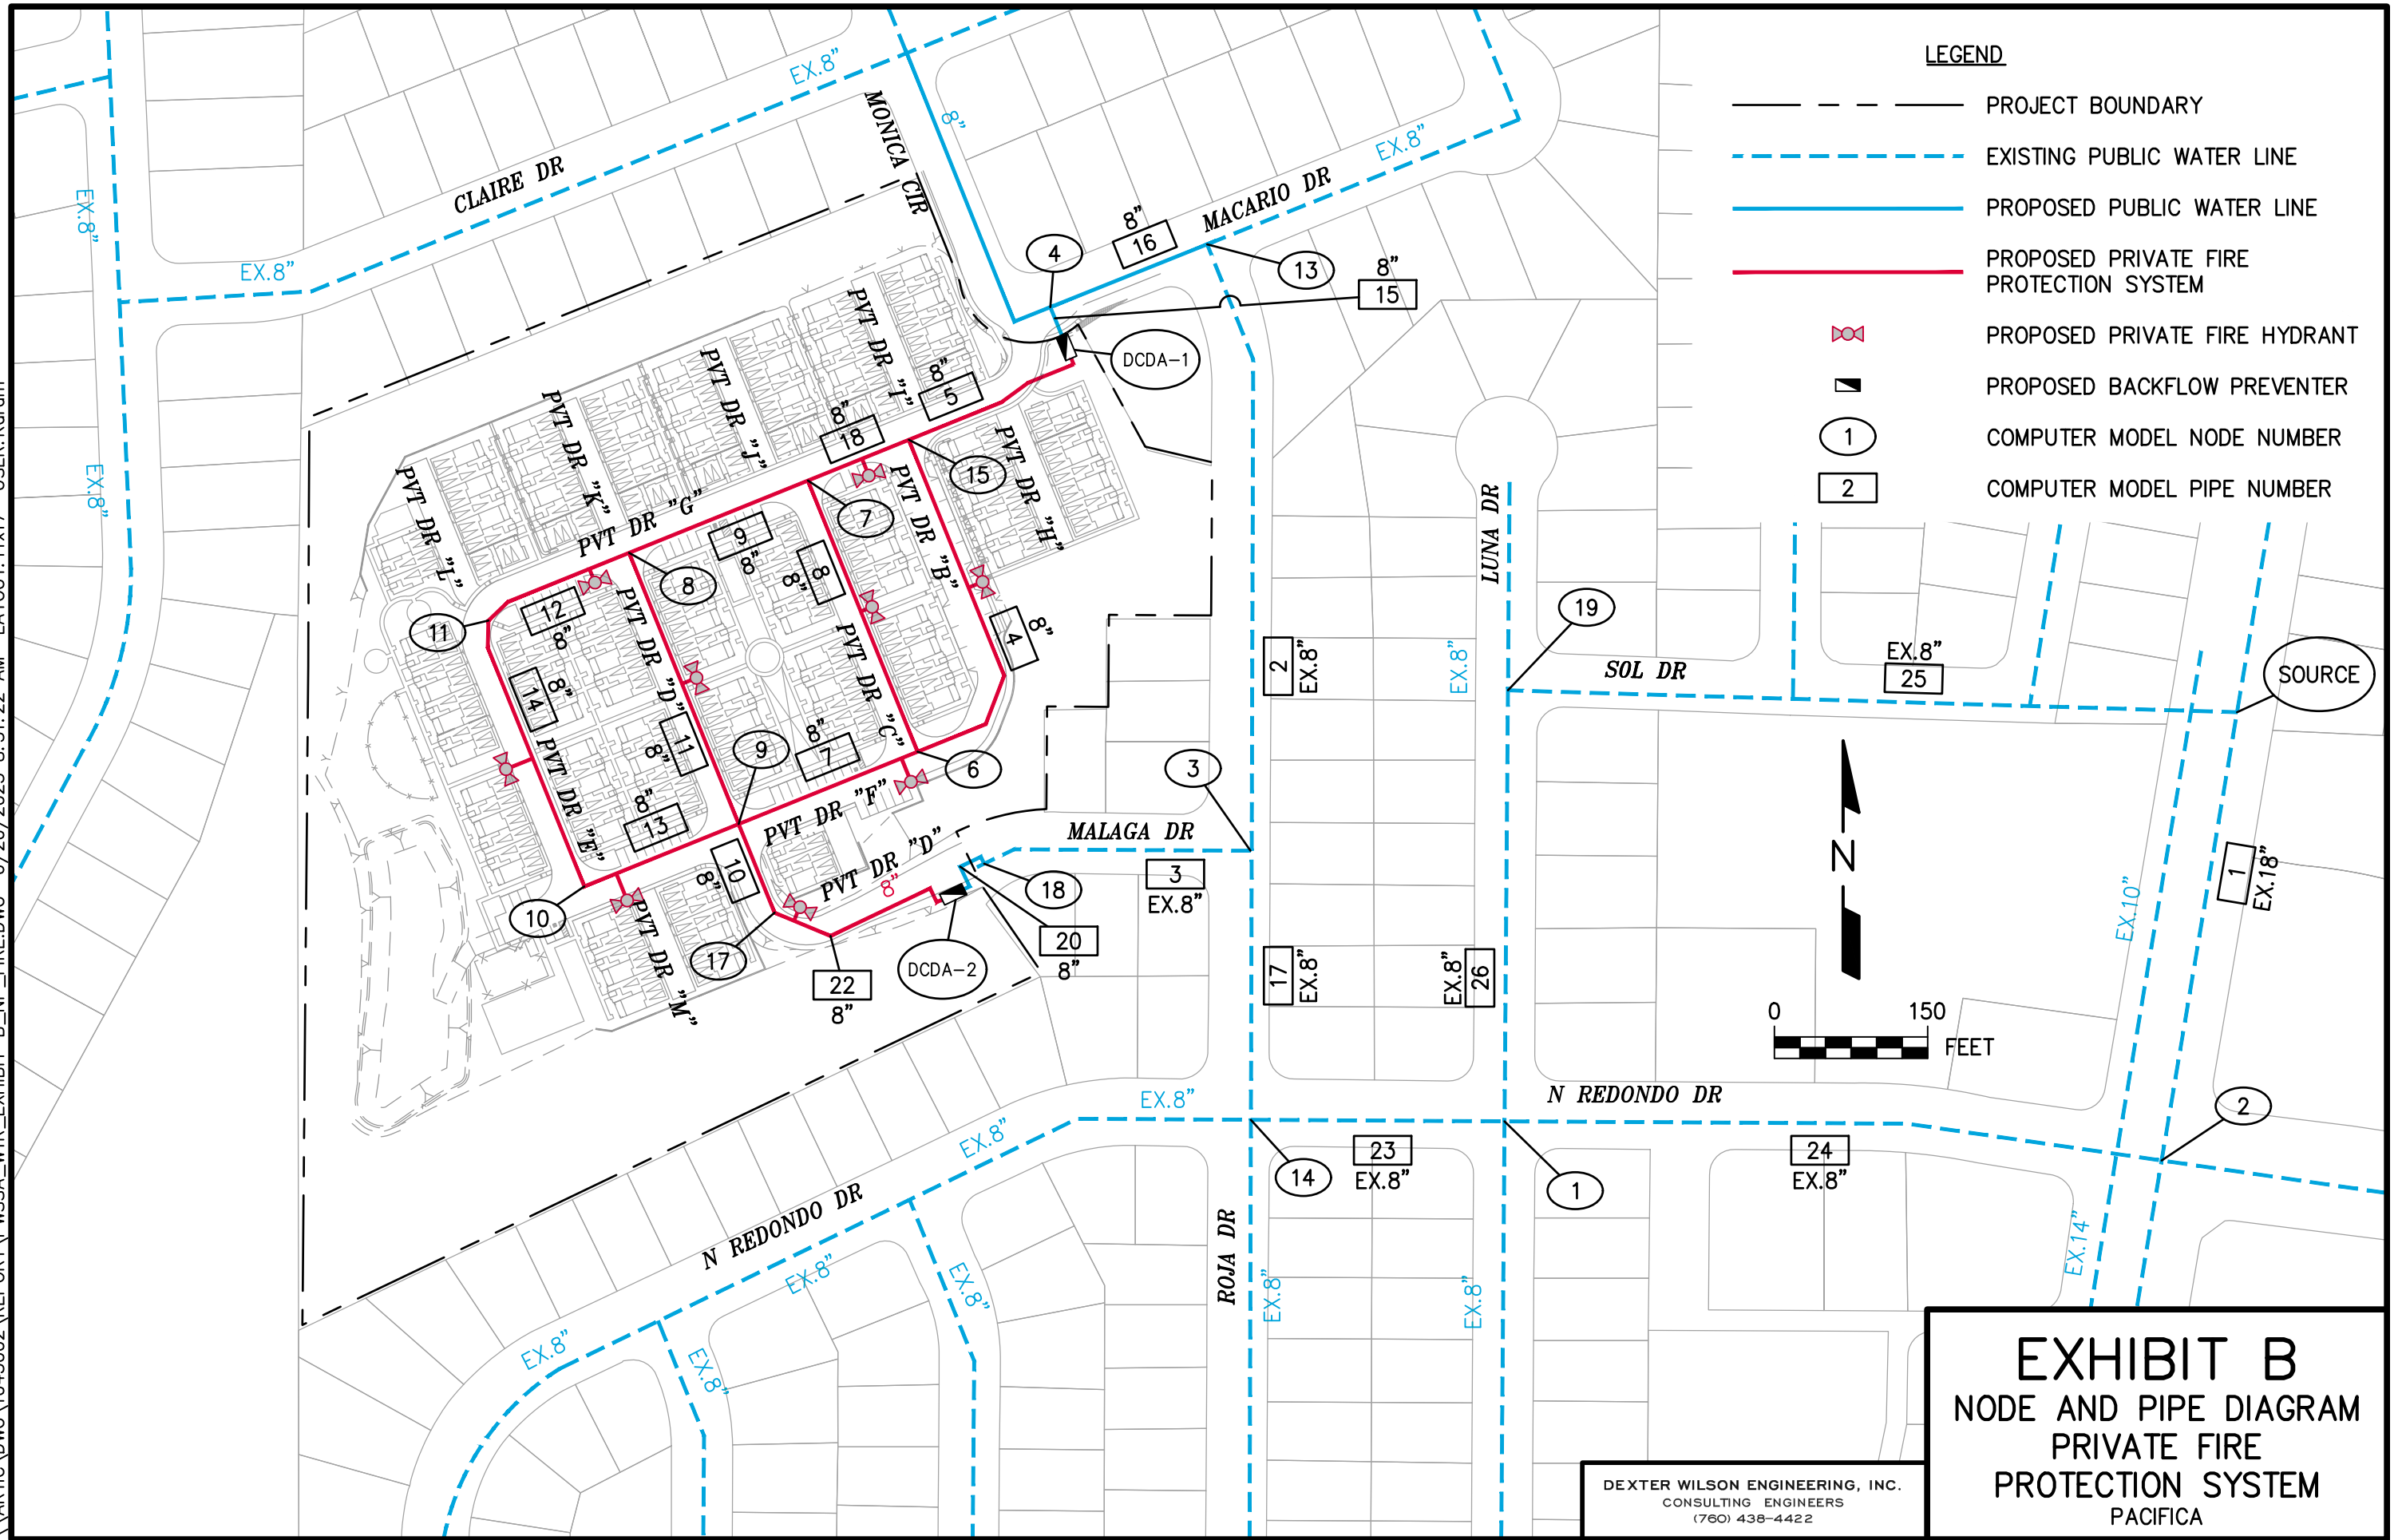 LEGEND
PROJECT BOUNDARY
EXISTING PUBLIC WATER LINE
PROPOSED PUBLIC WATER LINE
PROPOSED PRIVATE FIRE
PROTECTION SYSTEM
PROPOSED PRIVATE FIRE HYDRANT
PROPOSED BACKFLOW PREVENTER
1
COMPUTER MODEL NODE NUMBER
2
COMPUTER MODEL PIPE NUMBER
EX.8"
EX.8"
EX.8"
EX.8"
CLAIRE DR
MONICA CIR
8"
EX.8"
MACARIO DR
8"
16
4
13
8"
15
DCDA-1
PVT DR "I"
PVT DR "J"
PVT DR "K"
PVT DR "L"
PVT DR "G"
PVT DR "H"
PVT DR "B"
PVT DR "C"
PVT DR "D"
PVT DR "E"
PVT DR "F"
PVT DR "D"
PVT DR "M"
8"
5
8"
18
15
7
9
8"
8
8"
8
12
8"
11
14
8"
4
8"
11
8"
9
7
8"
6
13
8"
10
8"
10
17
8"
22
8"
DCDA-2
18
20
8"
3
MALAGA DR
3
EX.8"
2
EX.8"
17
EX.8"
LUNA DR
EX.8"
19
SOL DR
EX.8"
25
SOURCE
26
EX.8"
N
0
150
FEET
EX.10"
1
EX.18"
2
N REDONDO DR
EX.8"
EX.8"
N REDONDO DR
EX.8"
EX.8"
EX.8"
EX.8"
14
23
EX.8"
1
24
EX.8"
ROJA DR
EX.8"
EX.8"
EX.14"
DEXTER WILSON ENGINEERING, INC.
CONSULTING ENGINEERS
(760) 438-4422
EXHIBIT B
NODE AND PIPE DIAGRAM
PRIVATE FIRE
PROTECTION SYSTEM
PACIFICA